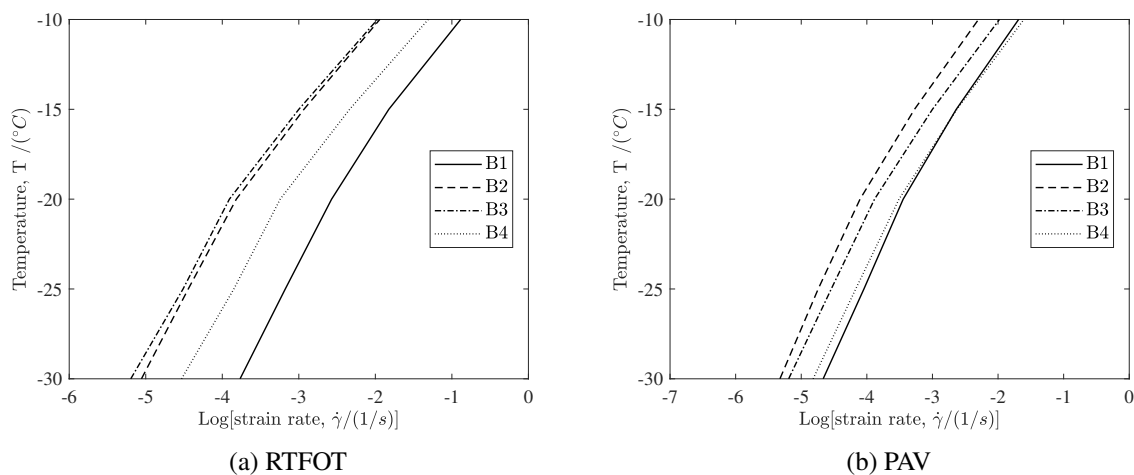 -10
-15
-20
-25
-30
Temperature, T /(°C)
-6 -5 -4 -3 -2 -1 0
Log[strain rate, γ̇/(1/s)]
B1
B2
B3
B4
(a) RTFOT
-10
-15
-20
-25
-30
Temperature, T /(°C)
-7 -6 -5 -4 -3 -2 -1 0
Log[strain rate, γ̇/(1/s)]
B1
B2
B3
B4
(b) PAV